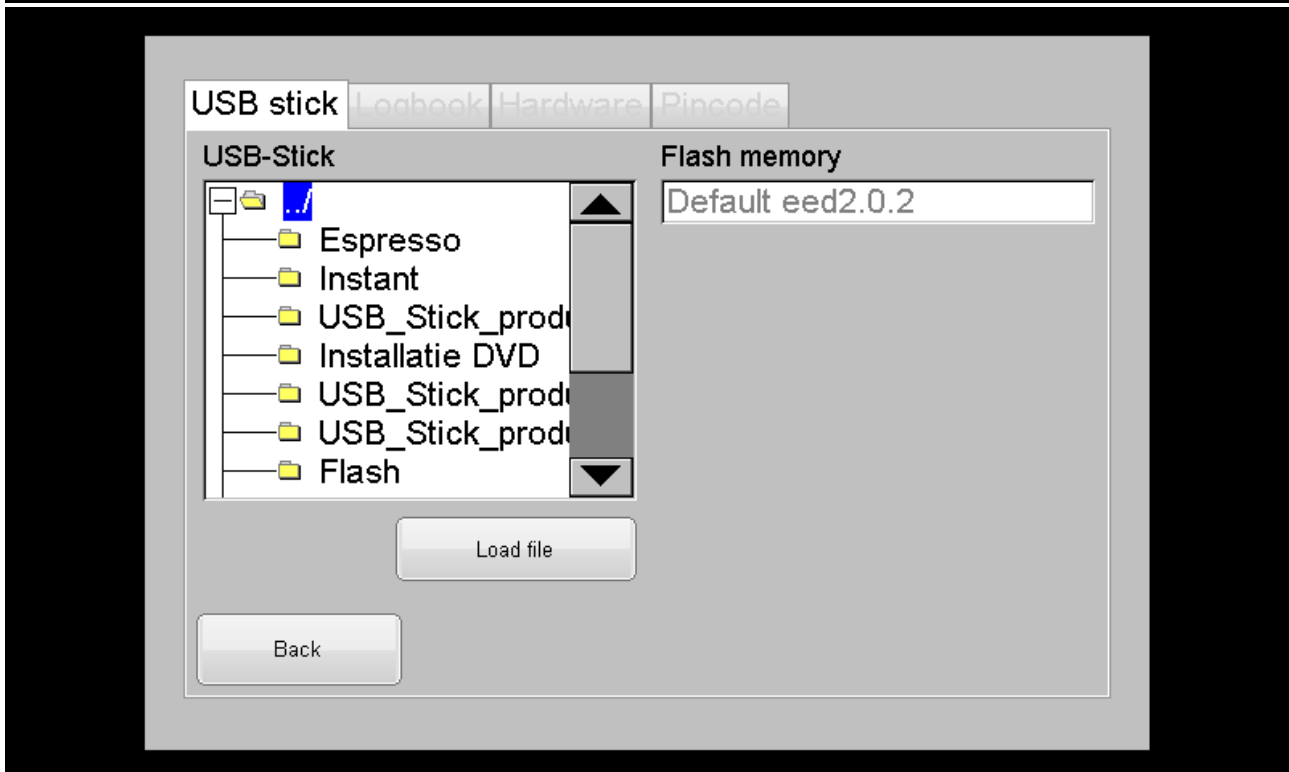 USB stick Logbook Hardware Pincode
USB-Stick
../
Espresso
Instant
USB_Stick_produ
Installatie DVD
USB_Stick_produ
USB_Stick_produ
Flash
Load file
Back
Flash memory
Default eed2.0.2